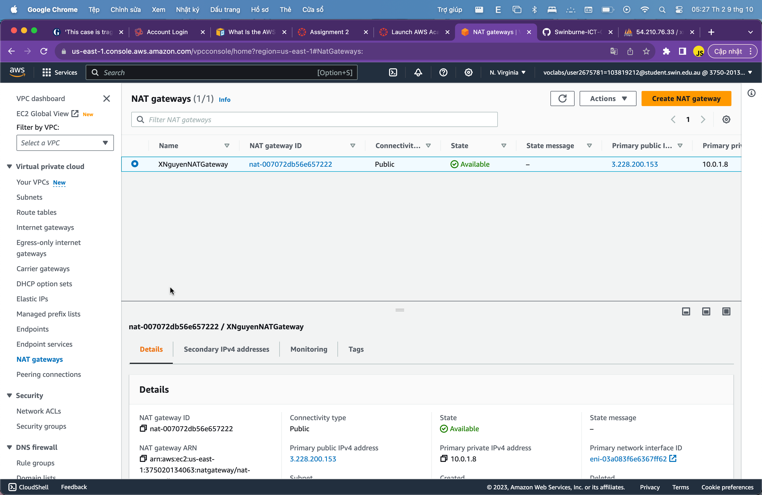 Google Chrome Tệp Chỉnh sửa Xem Nhật ký Dấu trang Hồ sơ Thẻ Cửa sổ Trợ giúp 05:27 Th 2 9 thg 10
'This case is trag Account Login What Is the AWS Assignment 2 Launch AWS Ac NAT gateways | Swinburne-ICT- 54.210.76.33 /
us-east-1.console.aws.amazon.com/vpcconsole/home?region=us-east-1#NatGateways: Cập nhật
aws Services Search [Option+S] N. Virginia voclabs/user2675781=103819212@student.swin.edu.au @ 3750-2013...
VPC dashboard
EC2 Global View New
Filter by VPC:
Select a VPC
Virtual private cloud
Your VPCs New
Subnets
Route tables
Internet gateways
Egress-only internet
gateways
Carrier gateways
DHCP option sets
Elastic IPs
Managed prefix lists
Endpoints
Endpoint services
NAT gateways
Peering connections
Security
Network ACLs
Security groups
DNS firewall
Rule groups
Domain lists
NAT gateways (1/1) Info
Actions
Create NAT gateway
Filter NAT gateways
1
Name NAT gateway ID Connectivit... State State message Primary public I... Primary pri
XNguyenNATGateway nat-007072db56e657222 Public Available – 3.228.200.153 10.0.1.8
nat-007072db56e657222 / XNguyenNATGateway
Details Secondary IPv4 addresses Monitoring Tags
Details
NAT gateway ID Connectivity type State State message
nat-007072db56e657222 Public Available –
NAT gateway ARN Primary public IPv4 address Primary private IPv4 address Primary network interface ID
arn:aws:ec2:us-east- 3.228.200.153 10.0.1.8 eni-03a083f6e6367ff62
1:375020134063:natgateway/nat-
Subnet Created Deleted
CloudShell Feedback © 2023, Amazon Web Services, Inc. or its affiliates. Privacy Terms Cookie preferences